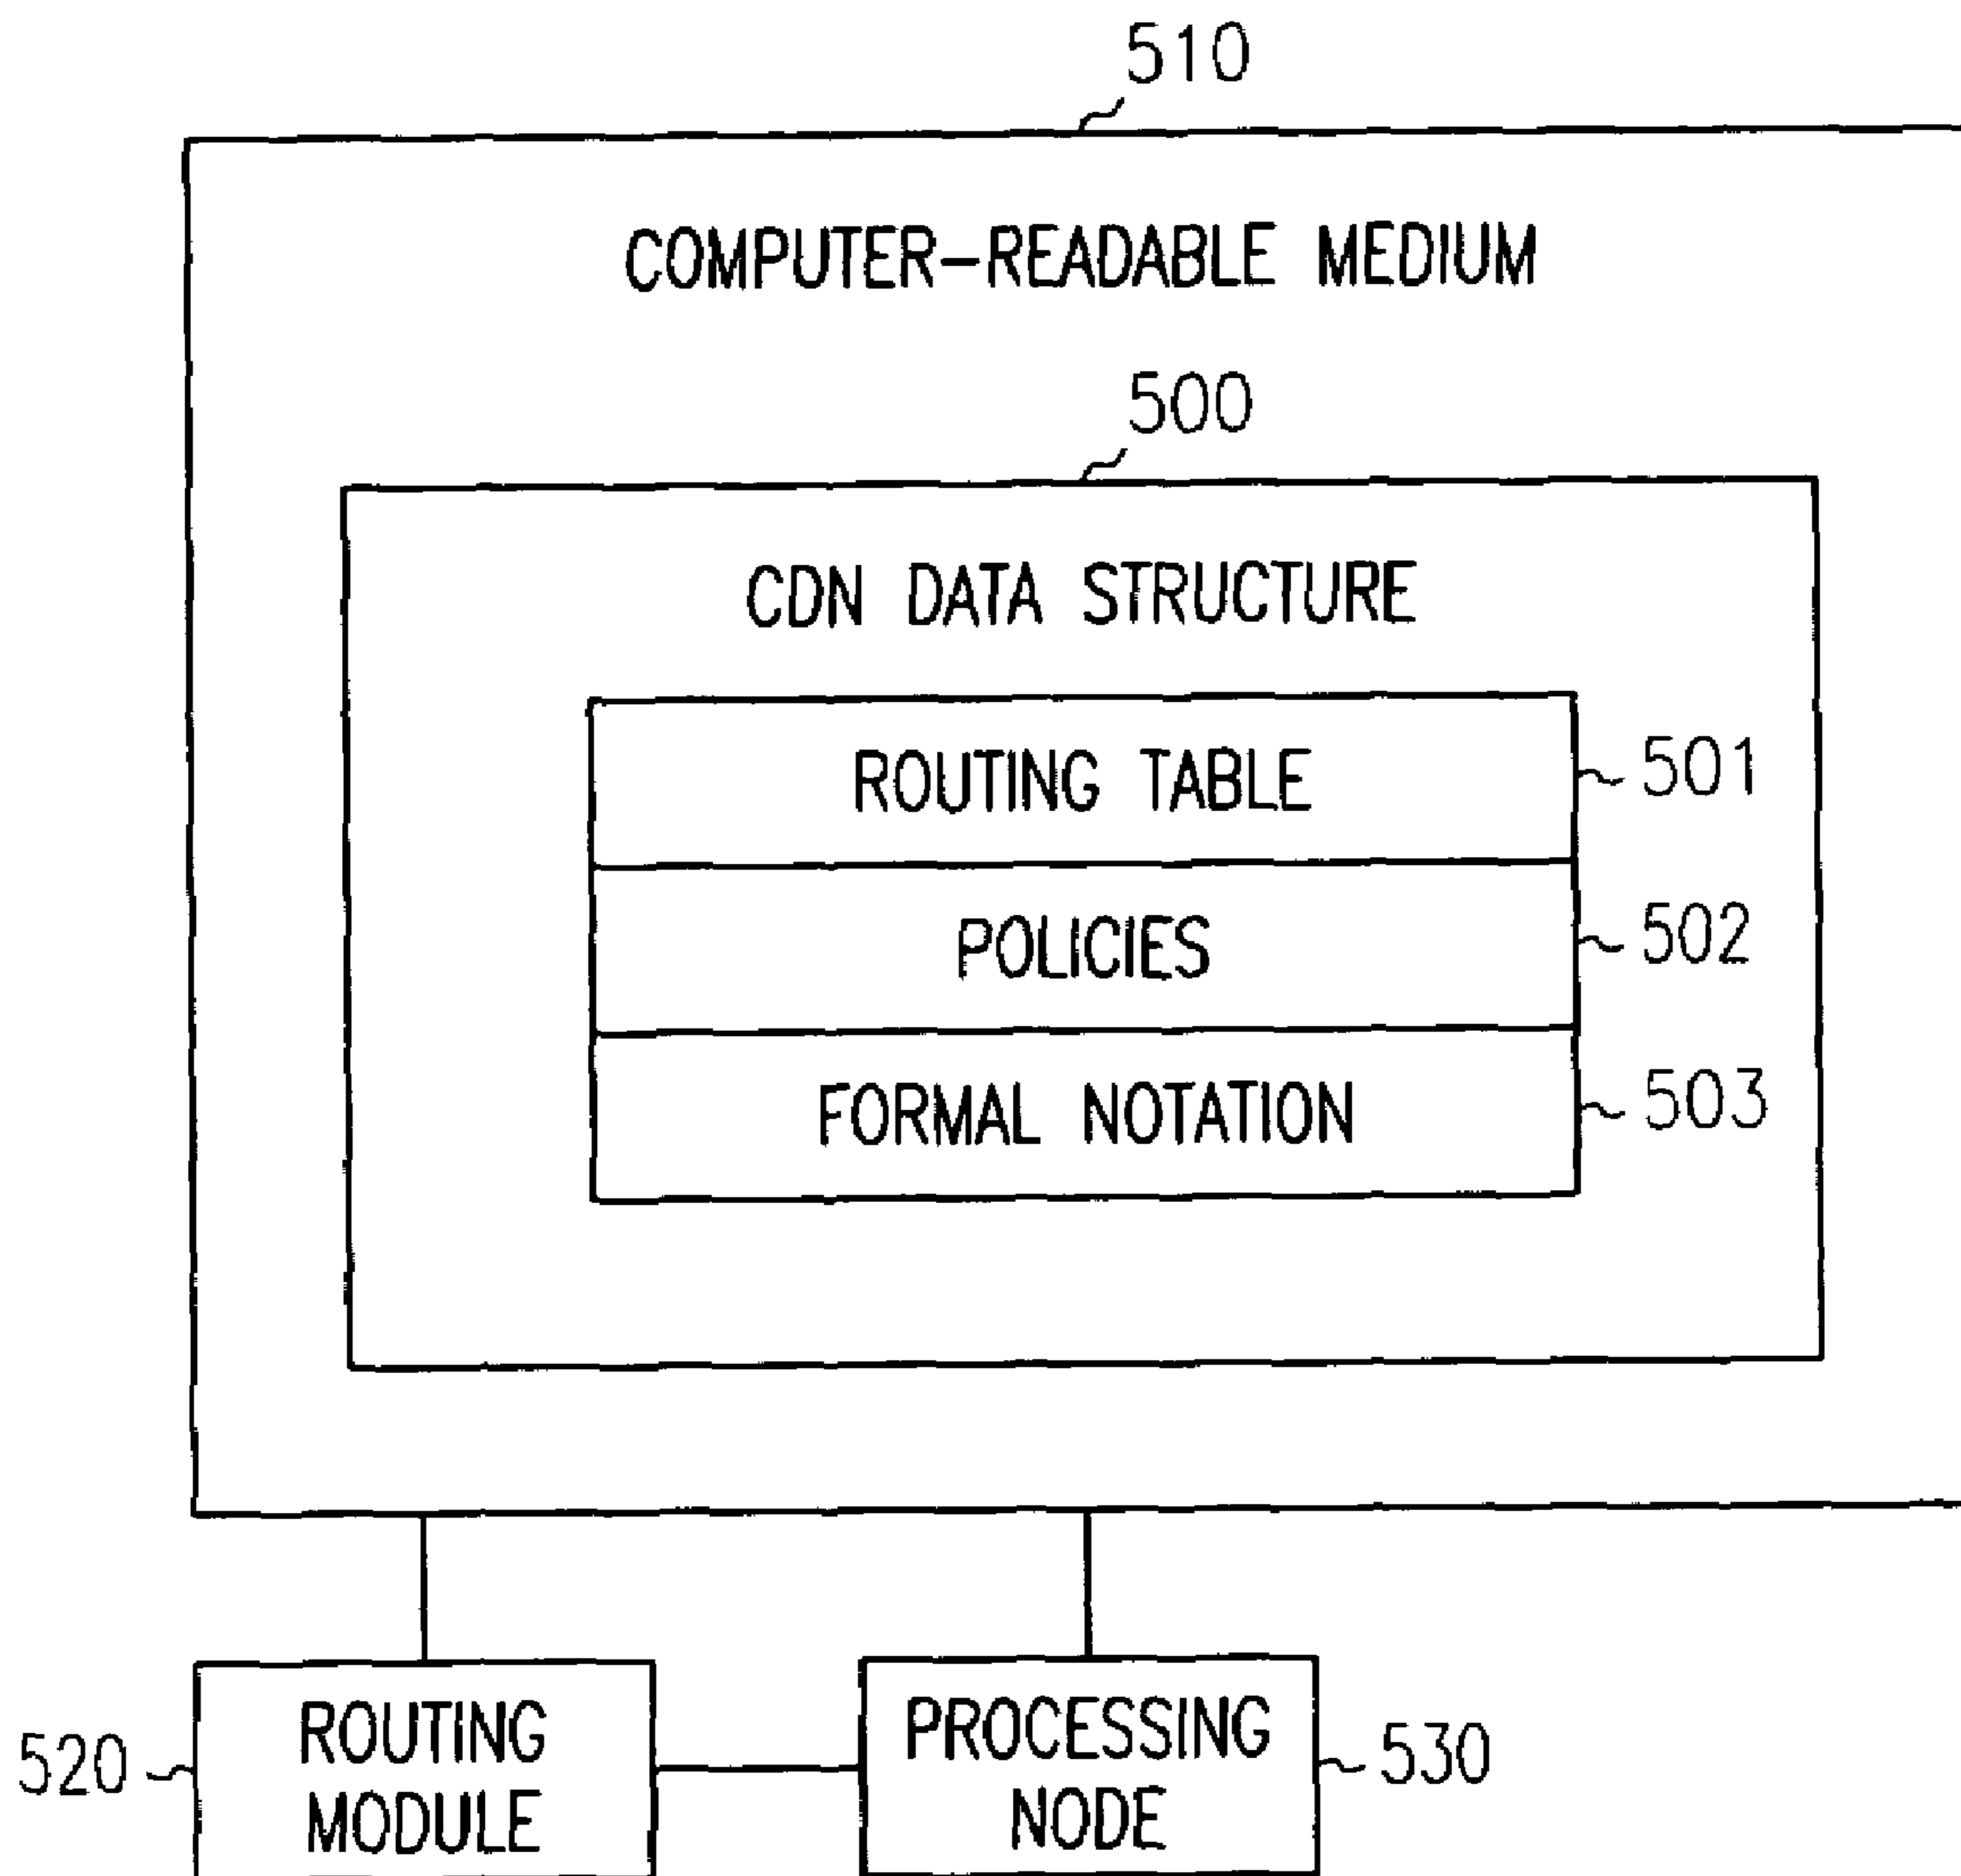 510
COMPUTER-READABLE MEDIUM
500
CDN DATA STRUCTURE
ROUTING TABLE
501
POLICIES
502
FORMAL NOTATION
503
520
ROUTING
MODULE
PROCESSING
NODE
530